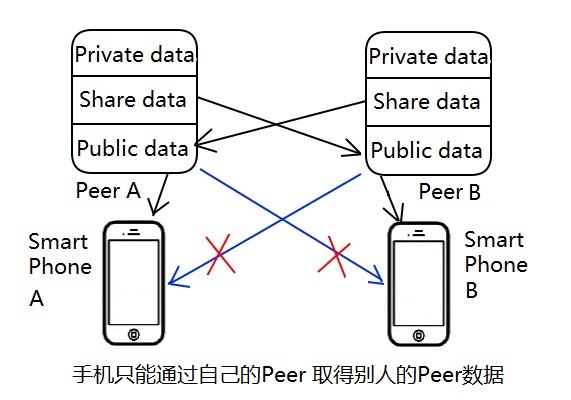 Private data
Share data
Public data
Peer A
Private data
Share data
Public data
Peer B
Smart
Phone
A
Smart
Phone
B
手机只能通过自己的Peer 取得别人的Peer数据